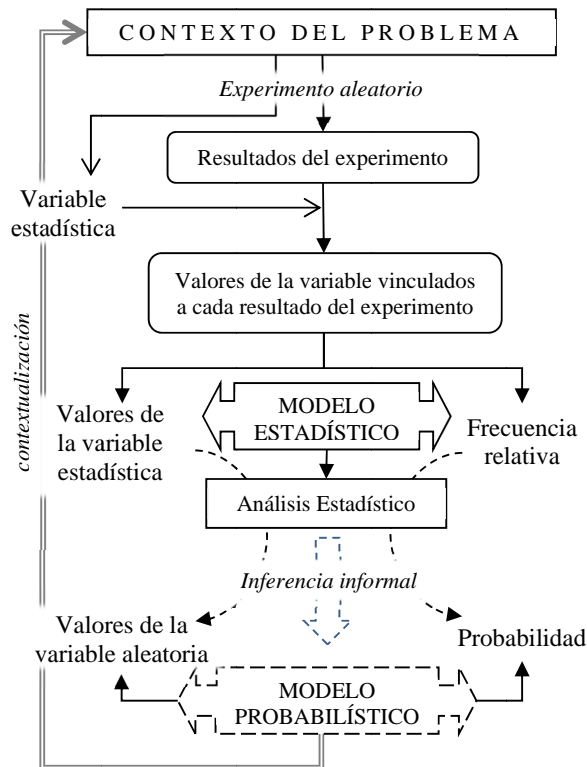 CONTEXTO DEL PROBLEMA
Experimento aleatorio
Resultados del experimento
Variable
estadística
Valores de la variable vinculados
a cada resultado del experimento
contextualización
Valores de
la variable
estadística
MODELO
ESTADÍSTICO
Frecuencia
relativa
Análisis Estadístico
Inferencia informal
Valores de la
variable aleatoria
Probabilidad
MODELO
PROBABILÍSTICO